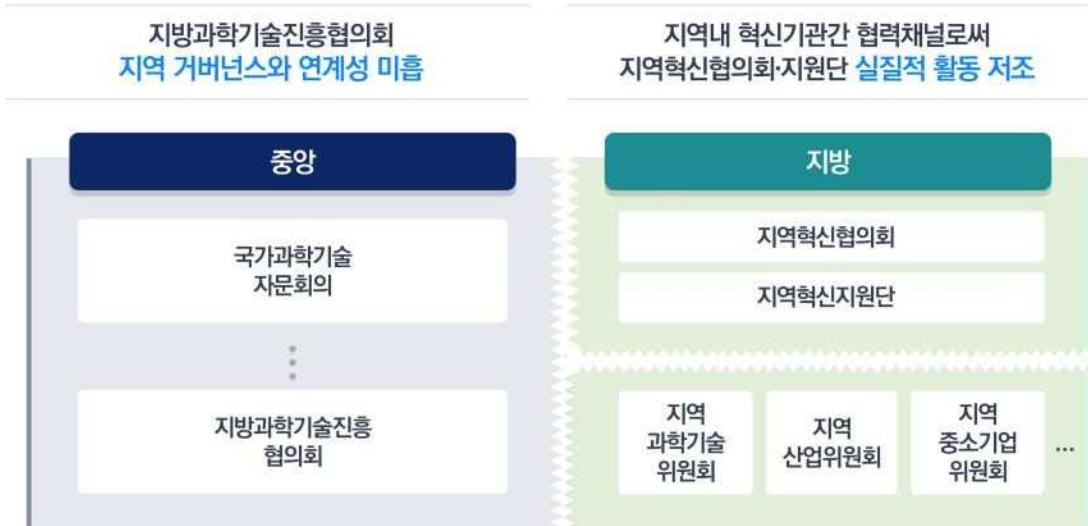 지방과학기술진흥협의회
지역 거버넌스와 연계성 미흡
지역내 혁신기관간 협력채널로써
지역혁신협의회·지원단 실질적 활동 저조
중앙
국가과학기술
자문회의
지방과학기술진흥
협의회
지방
지역혁신협의회
지역혁신지원단
지역
과학기술
위원회
지역
산업위원회
지역
중소기업
위원회
...